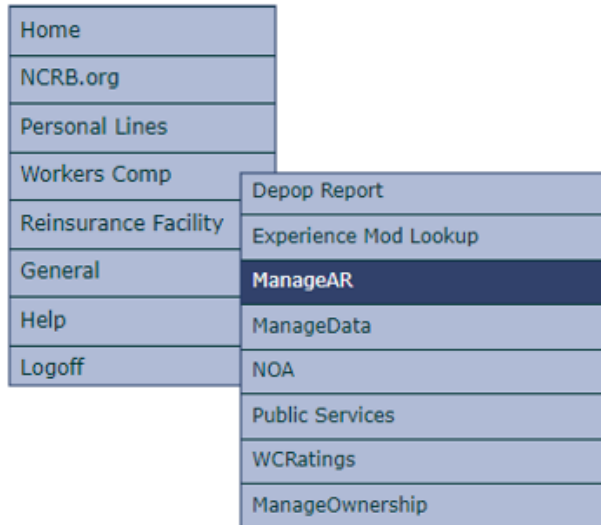 Home
NCRB.org
Personal Lines
Workers Comp
Reinsurance Facility
General
Help
Logoff
Depop Report
Experience Mod Lookup
ManageAR
ManageData
NOA
Public Services
WCRatings
ManageOwnership